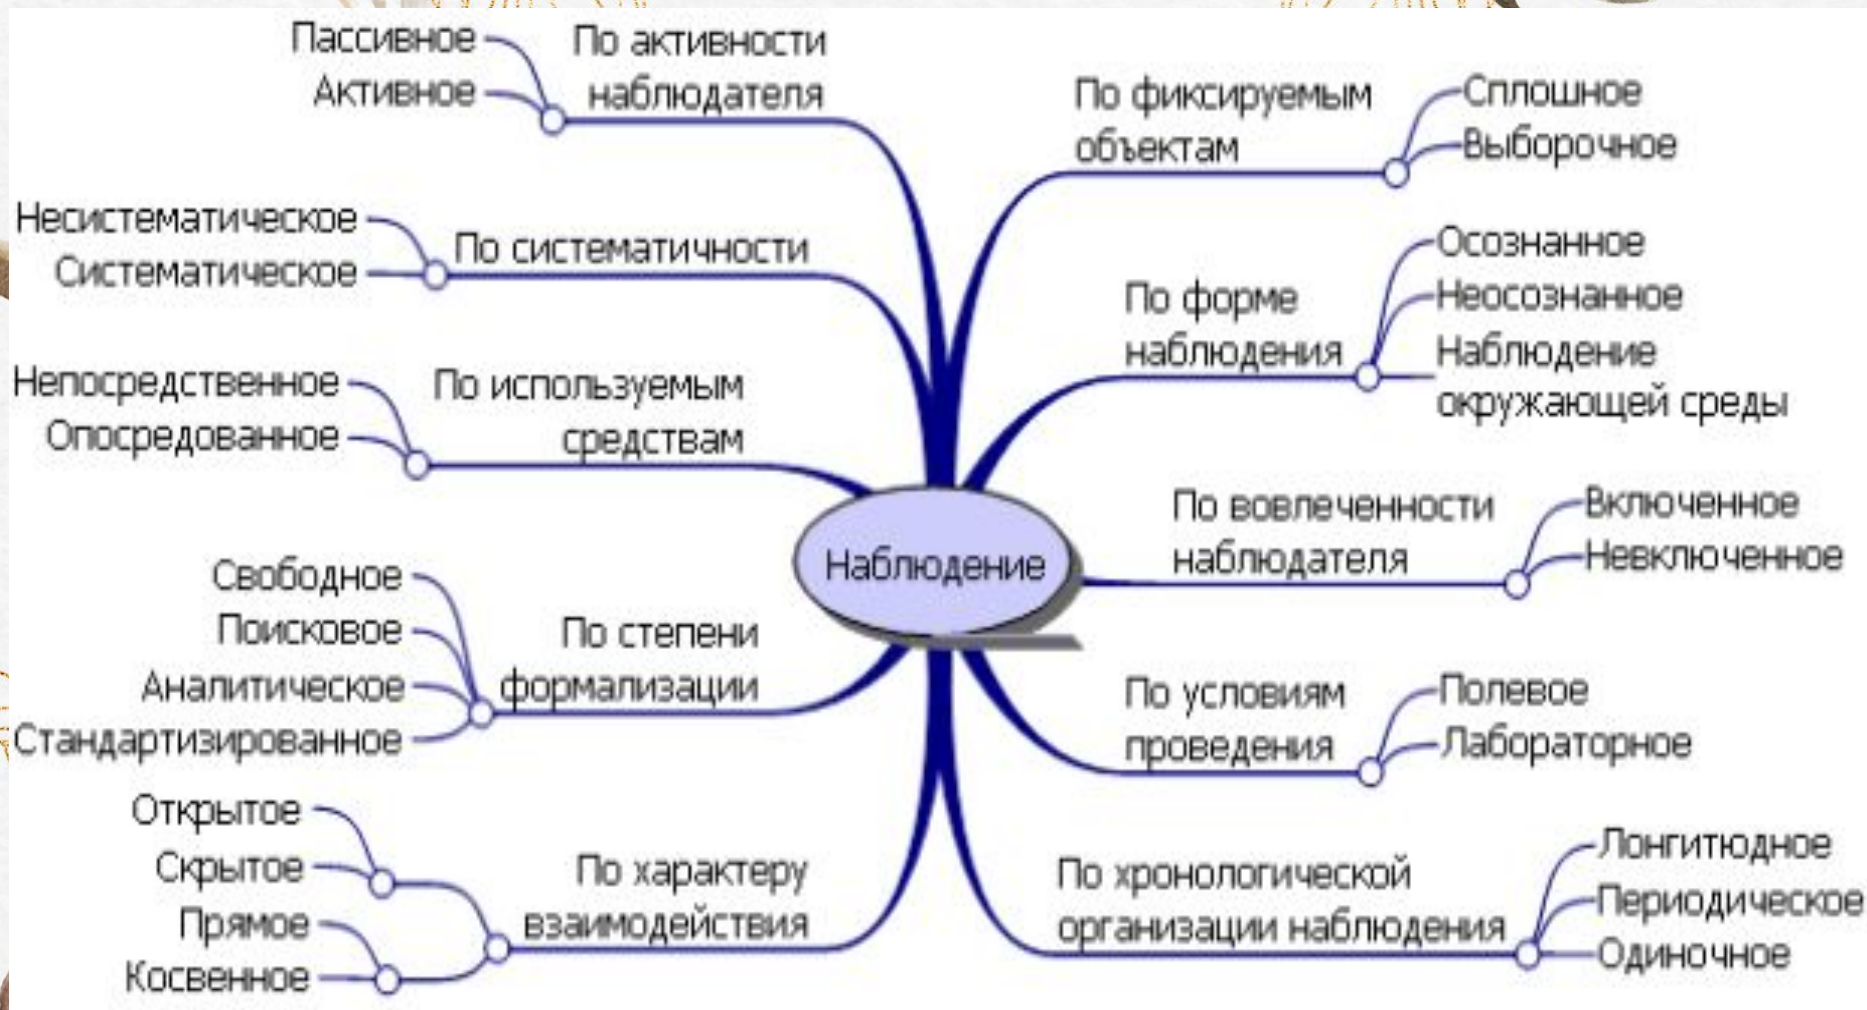 Пассивное
Активное
По активности
наблюдателя
Несистематическое
Систематическое
По систематичности
Непосредственное
Опосредованное
По используемым
средствам
Свободное
Поисковое
Аналитическое
Стандартизированное
По степени
формализации
Открытое
Скрытое
Прямое
Косвенное
По характеру
взаимодействия
Наблюдение
По фиксируемым
объектам
Сплошное
Выборочное
По форме
наблюдения
Осознанное
Неосознанное
Наблюдение
окружающей среды
По вовлеченности
наблюдателя
Включенное
Невключенное
По условиям
проведения
Полевое
Лабораторное
По хронологической
организации наблюдения
Лонгитюдное
Периодическое
Одиночное